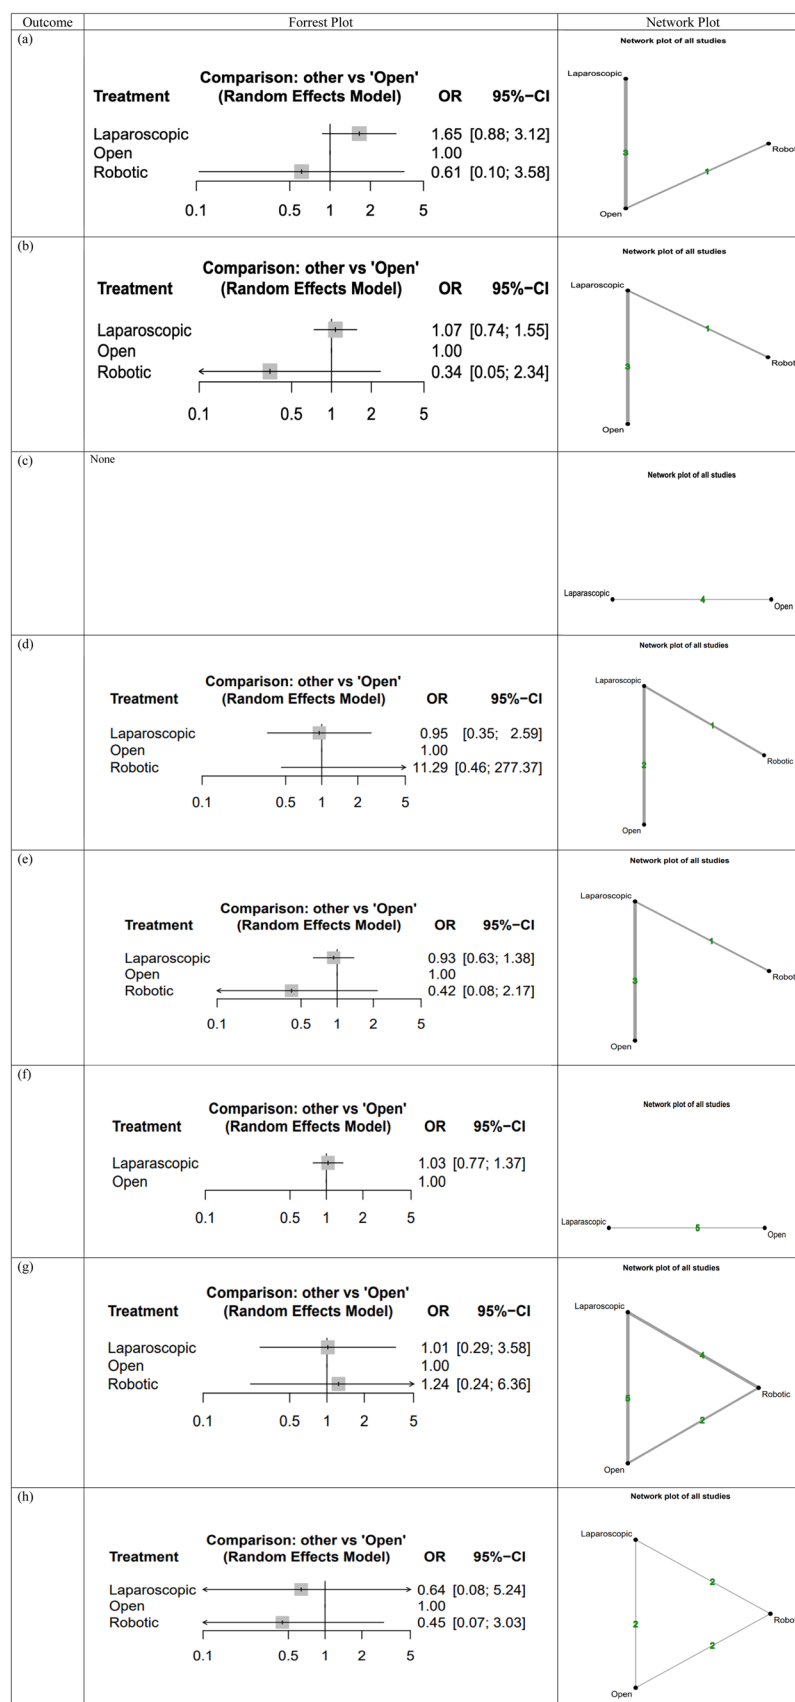 Outcome Forrest Plot Network Plot
(a)
Comparison: other vs 'Open'
Treatment (Random Effects Model) OR 95%−CI
Laparoscopic 1.65 [0.88; 3.12]
Open 1.00
Robotic 0.61 [0.10; 3.58]
0.1 0.5 1 2 5
Network plot of all studies
Laparoscopic
3
Robot
1
Open
(b)
Comparison: other vs 'Open'
Treatment (Random Effects Model) OR 95%−CI
Laparoscopic 1.07 [0.74; 1.55]
Open 1.00
Robotic 0.34 [0.05; 2.34]
0.1 0.5 1 2 5
Network plot of all studies
Laparoscopic
1
Robot
3
Open
(c)
None
Network plot of all studies
Laparascopic 4 Open
(d)
Comparison: other vs 'Open'
Treatment (Random Effects Model) OR 95%−CI
Laparoscopic 0.95 [0.35; 2.59]
Open 1.00
Robotic 11.29 [0.46; 277.37]
0.1 0.5 1 2 5
Network plot of all studies
Laparoscopic
1
Robotic
2
Open
(e)
Comparison: other vs 'Open'
Treatment (Random Effects Model) OR 95%−CI
Laparoscopic 0.93 [0.63; 1.38]
Open 1.00
Robotic 0.42 [0.08; 2.17]
0.1 0.5 1 2 5
Network plot of all studies
Laparoscopic
1
Robot
3
Open
(f)
Comparison: other vs 'Open'
Treatment (Random Effects Model) OR 95%−CI
Laparascopic 1.03 [0.77; 1.37]
Open 1.00
0.1 0.5 1 2 5
Network plot of all studies
Laparascopic 5 Open
(g)
Comparison: other vs 'Open'
Treatment (Random Effects Model) OR 95%−CI
Laparoscopic 1.01 [0.29; 3.58]
Open 1.00
Robotic 1.24 [0.24; 6.36]
0.1 0.5 1 2 5
Network plot of all studies
Laparoscopic
4
Robotic
5
2
Open
(h)
Comparison: other vs 'Open'
Treatment (Random Effects Model) OR 95%−CI
Laparoscopic 0.64 [0.08; 5.24]
Open 1.00
Robotic 0.45 [0.07; 3.03]
0.1 0.5 1 2 5
Network plot of all studies
Laparoscopic
2
Robot
2
2
Open